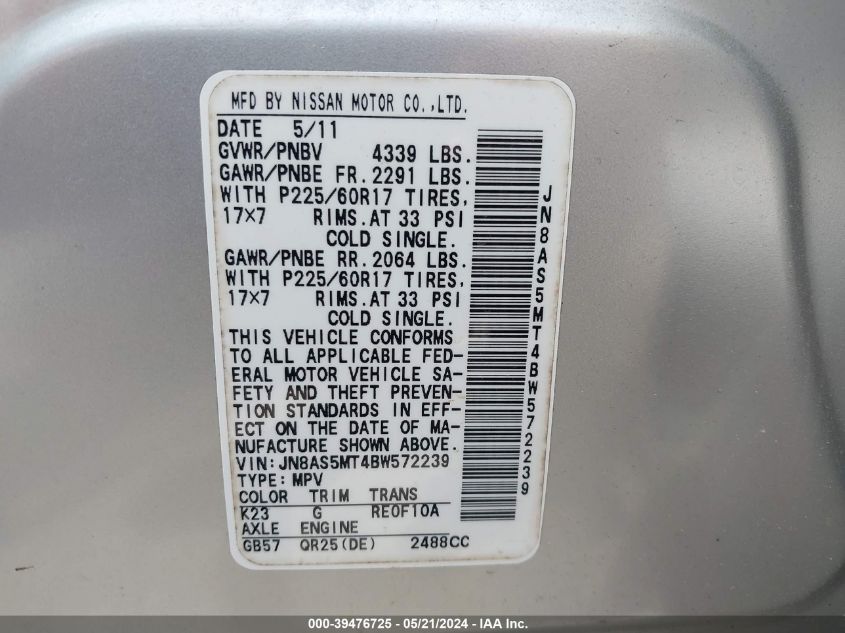 MFD BY NISSAN MOTOR CO.,LTD.
DATE 5/11
GVWR/PNBV 4339 LBS.
GAWR/PNBE FR. 2291 LBS.
WITH P225/60R17 TIRES,
17×7 RIMS. AT 33 PSI
COLD SINGLE.
GAWR/PNBE RR. 2064 LBS.
WITH P225/60R17 TIRES,
17×7 RIMS. AT 33 PSI
COLD SINGLE.
THIS VEHICLE CONFORMS
TO ALL APPLICABLE FED-
ERAL MOTOR VEHICLE SA-
FETY AND THEFT PREVEN-
TION STANDARDS IN EFF-
ECT ON THE DATE OF MA-
NUFACTURE SHOWN ABOVE.
VIN: JN8AS5MT4BW572239
TYPE: MPV
COLOR TRIM TRANS
K23 G RE0F10A
AXLE ENGINE
GB57 QR25(DE) 2488CC
JN8AS5MT4BW572239
000-39476725 — 05/21/2024 — IAA Inc.